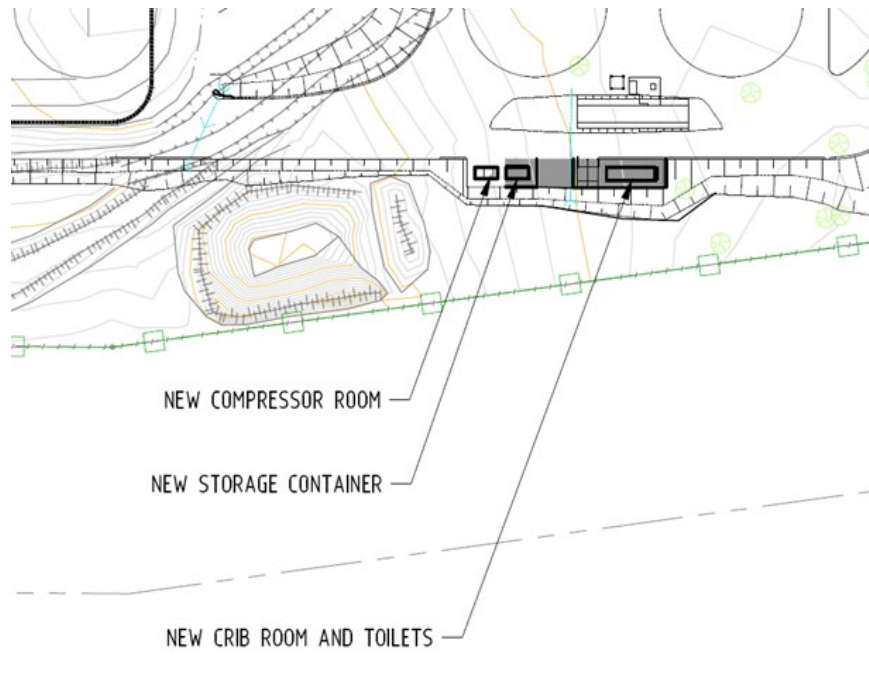 NEW COMPRESSOR ROOM
NEW STORAGE CONTAINER
NEW CRIB ROOM AND TOILETS